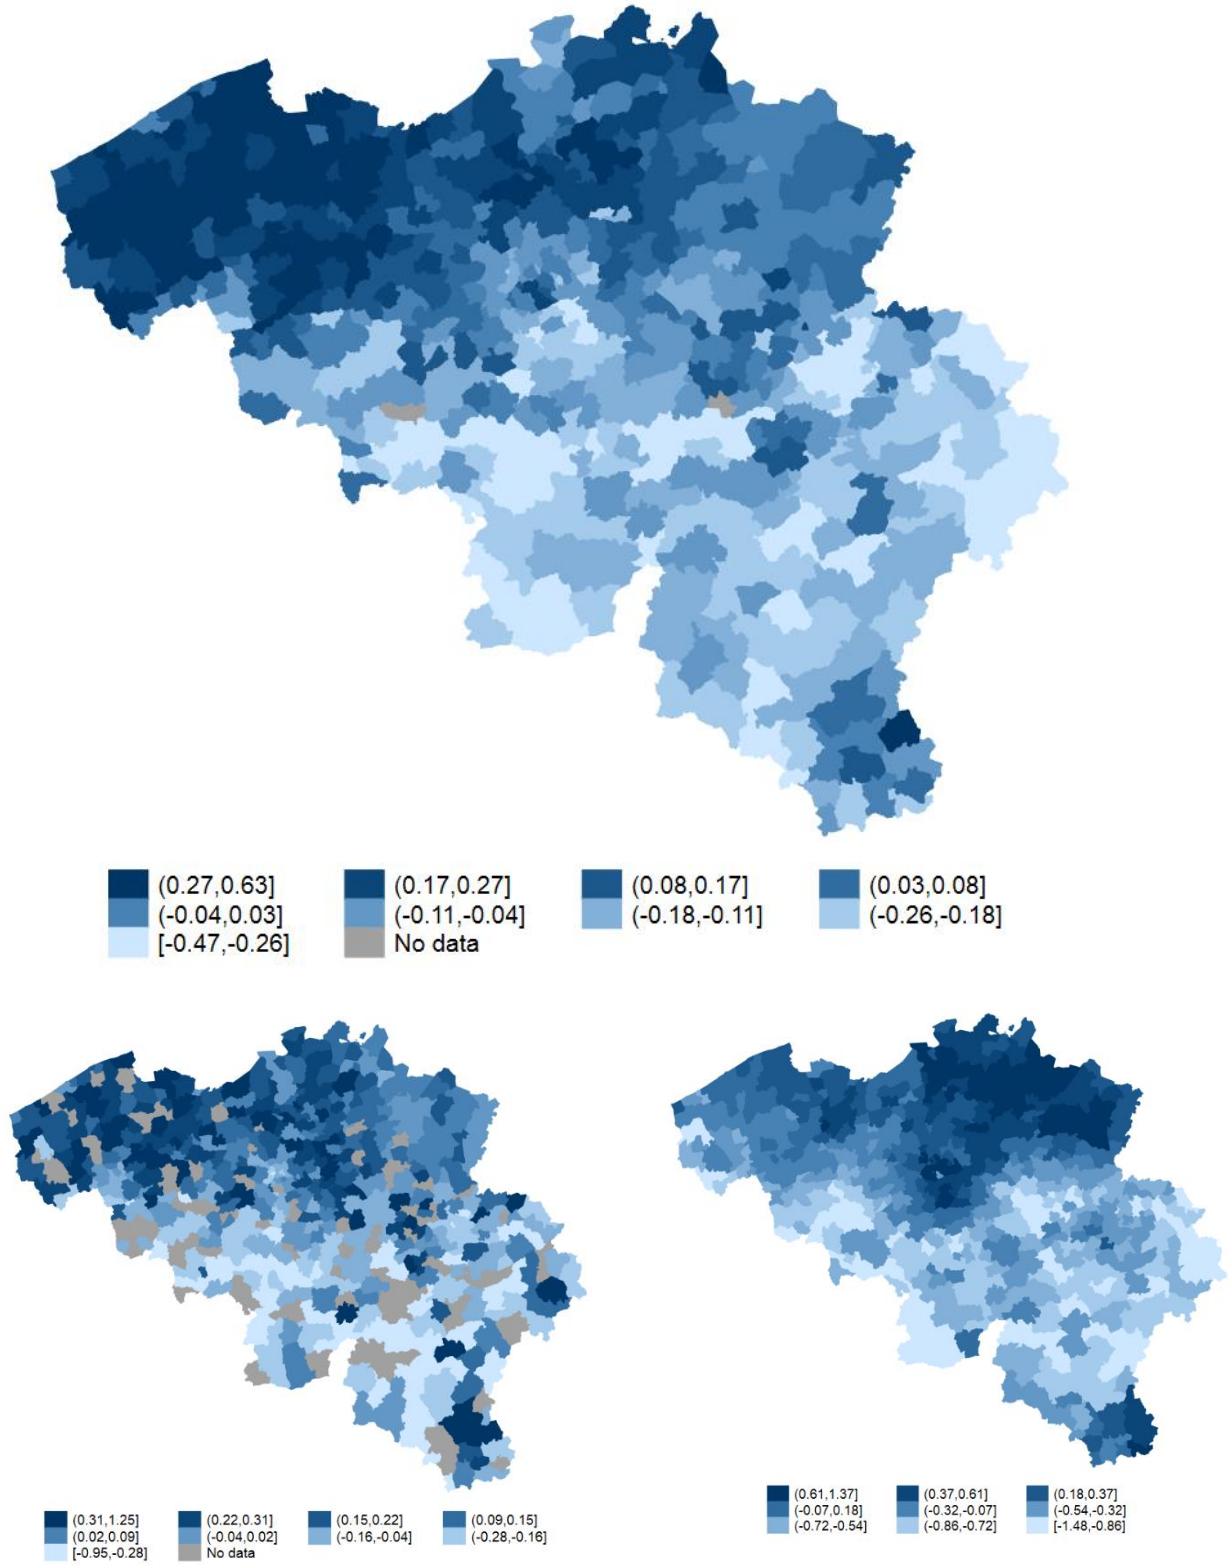 (0.27,0.63] (0.17,0.27] (0.08,0.17] (0.03,0.08]
(-0.04,0.03] (-0.11,-0.04] (-0.18,-0.11] (-0.26,-0.18]
[-0.47,-0.26] No data
(0.31,1.25] (0.22,0.31] (0.15,0.22] (0.09,0.15]
(0.02,0.09] (-0.04,0.02] (-0.16,-0.04] (-0.28,-0.16]
[-0.95,-0.28] No data
(0.61,1.37] (0.37,0.61] (0.18,0.37]
(-0.07,0.18] (-0.32,-0.07] (-0.54,-0.32]
(-0.72,-0.54] (-0.86,-0.72] [-1.48,-0.86]